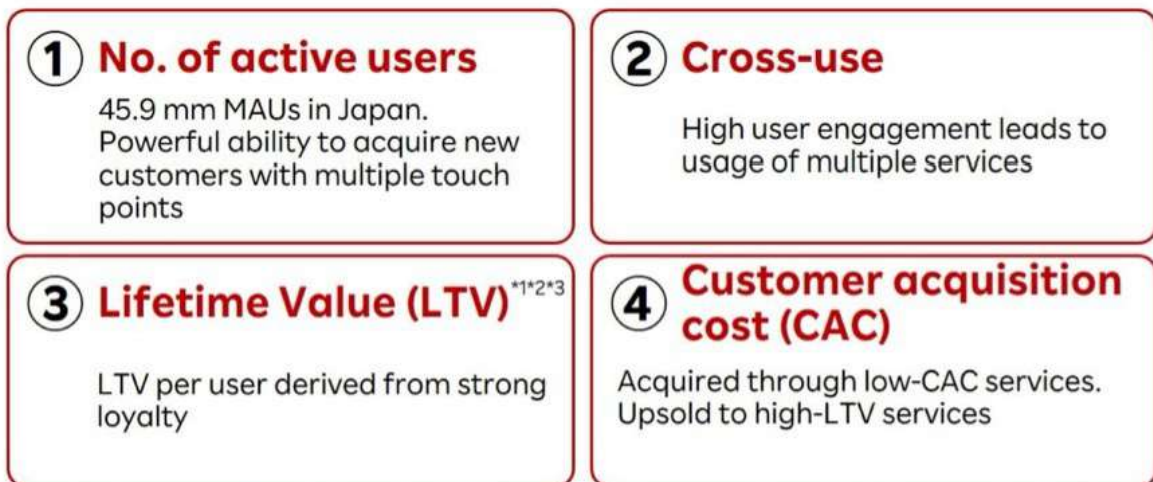 ① No. of active users
45.9 mm MAUs in Japan.
Powerful ability to acquire new
customers with multiple touch
points
② Cross-use
High user engagement leads to
usage of multiple services
③ Lifetime Value (LTV)*1*2*3
LTV per user derived from strong
loyalty
④ Customer acquisition
cost (CAC)
Acquired through low-CAC services.
Upsold to high-LTV services